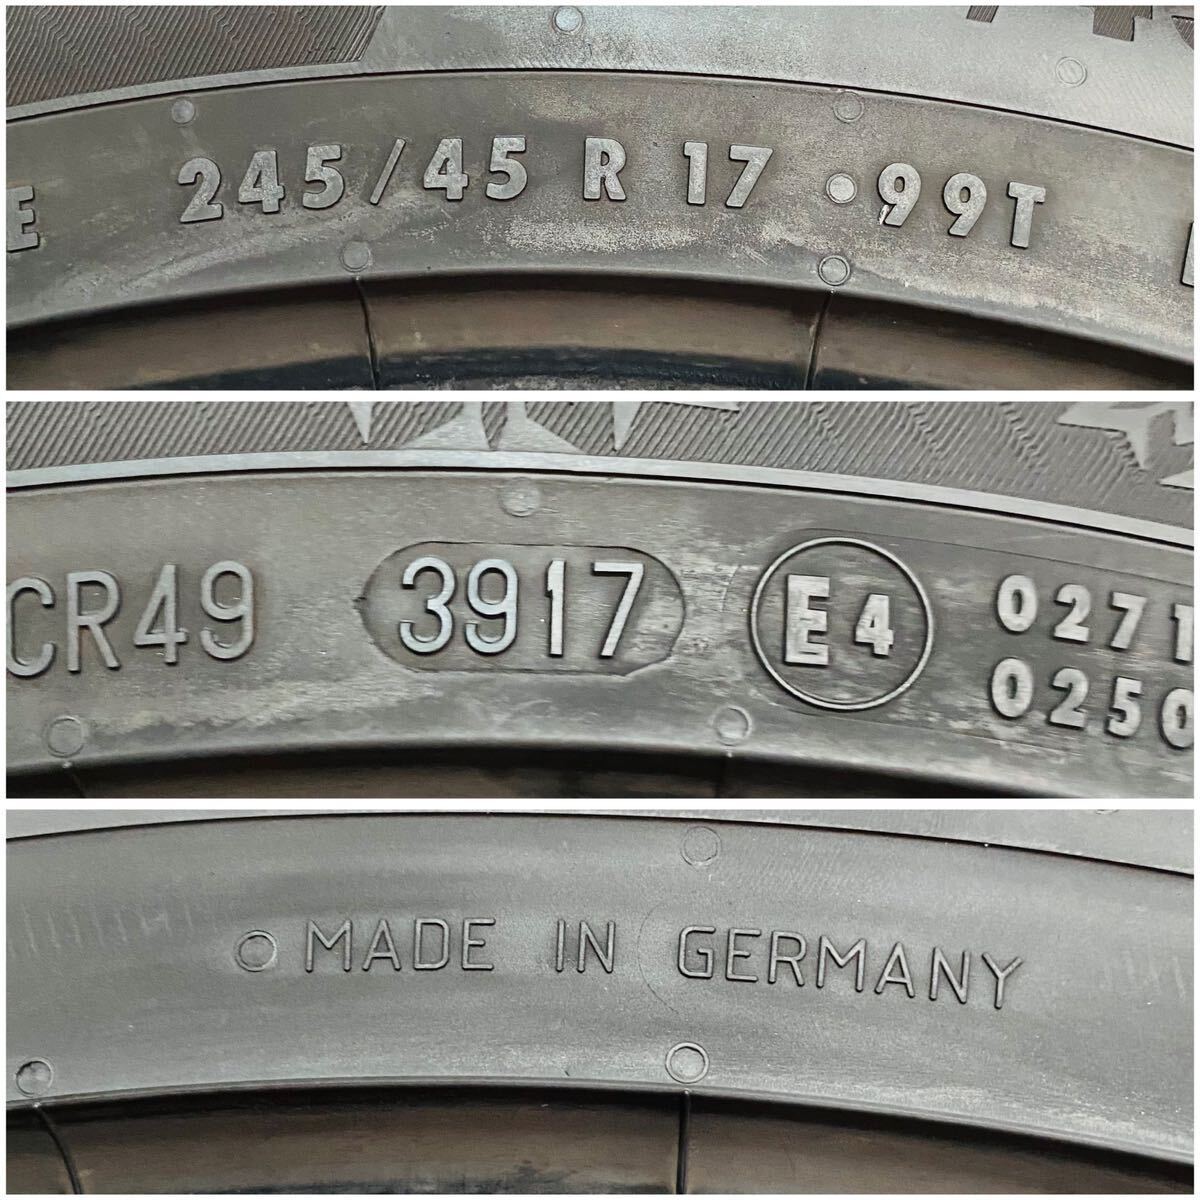 E 245/45 R 17 99T
CR49 3917 E4 0271
0250
MADE IN GERMANY